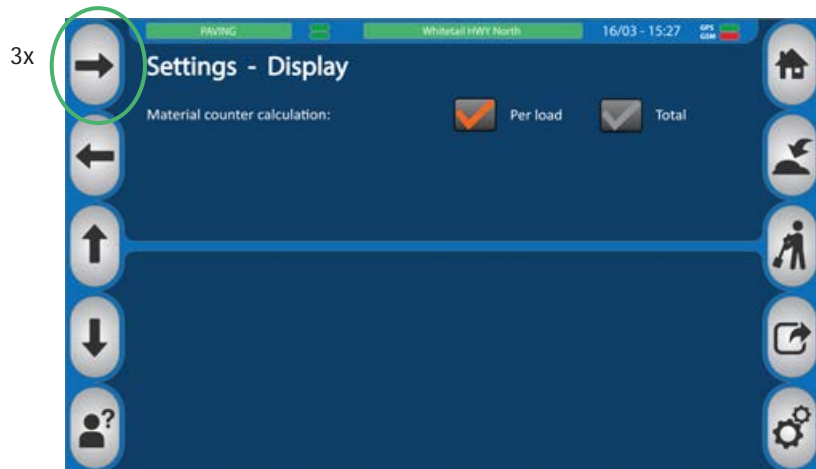 3x
PAVING
Whitetail HWY North
16/03 - 15:27
GPS
GSM
Settings - Display
Material counter calculation:
Per load
Total
?